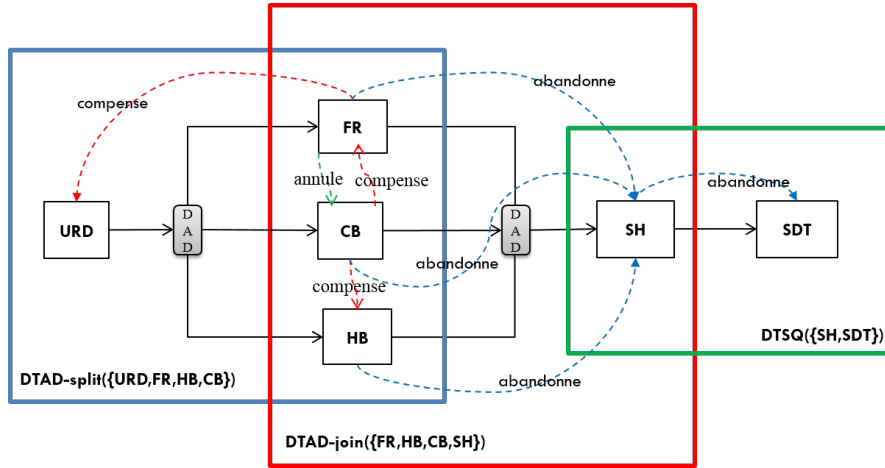 abandonne
compense
FR
annule
compense
abandonne
D
A
D
D
A
D
URD
CB
SH
SDT
abandonne
compense
HB
DTSQ({SH,SDT})
DTAD-split({URD,FR,HB,CB})
abandonne
DTAD-join({FR,HB,CB,SH})